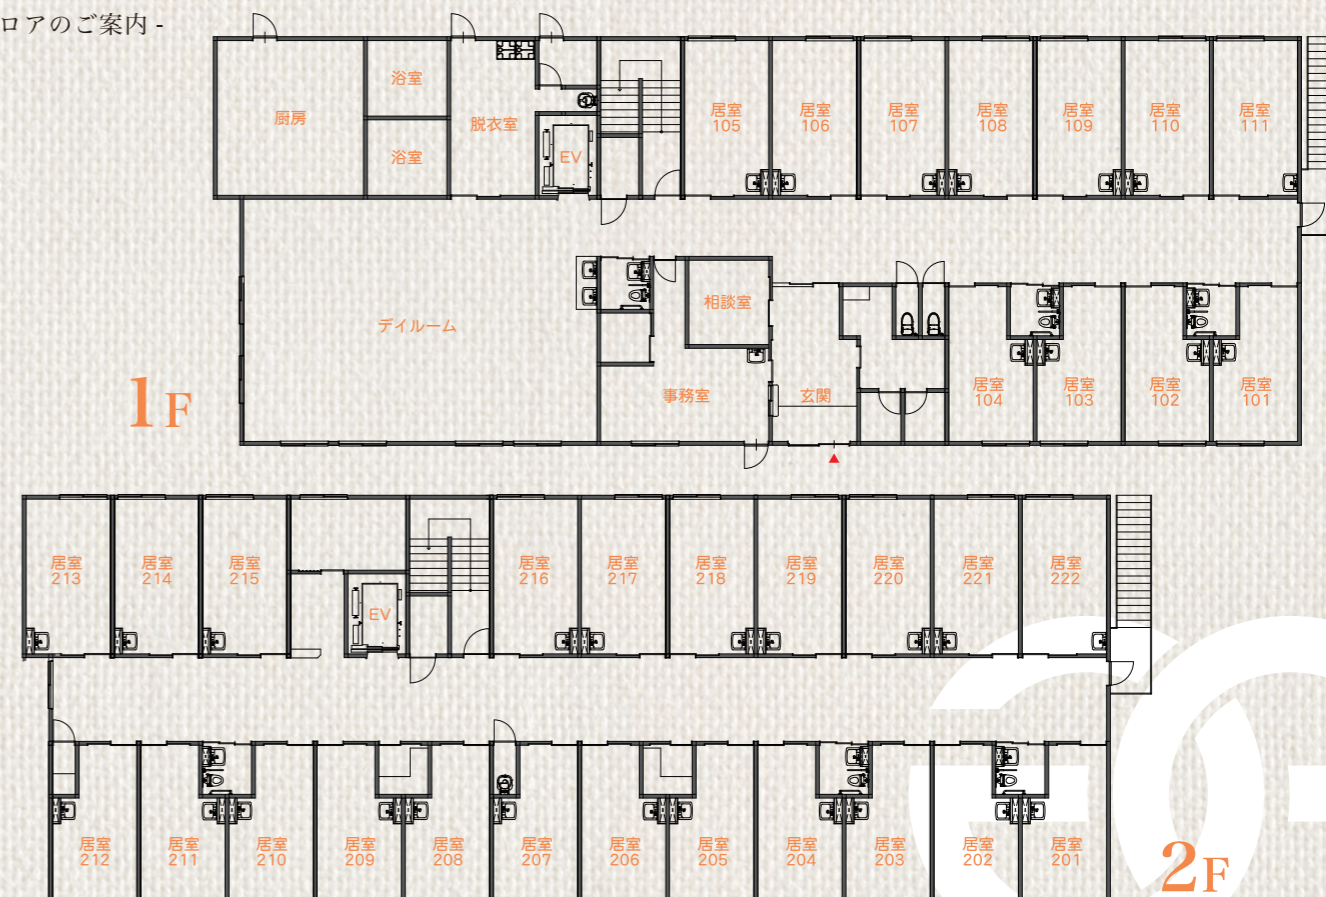 ロアのご案内 -
厨房
浴室
浴室
脱衣室
EV
居室
105
居室
106
居室
107
居室
108
居室
109
居室
110
居室
111
デイルーム
相談室
事務室
玄関
居室
104
居室
103
居室
102
居室
101
1F
居室
213
居室
214
居室
215
EV
居室
216
居室
217
居室
218
居室
219
居室
220
居室
221
居室
222
居室
212
居室
211
居室
210
居室
209
居室
208
居室
207
居室
206
居室
205
居室
204
居室
203
居室
202
居室
201
2F